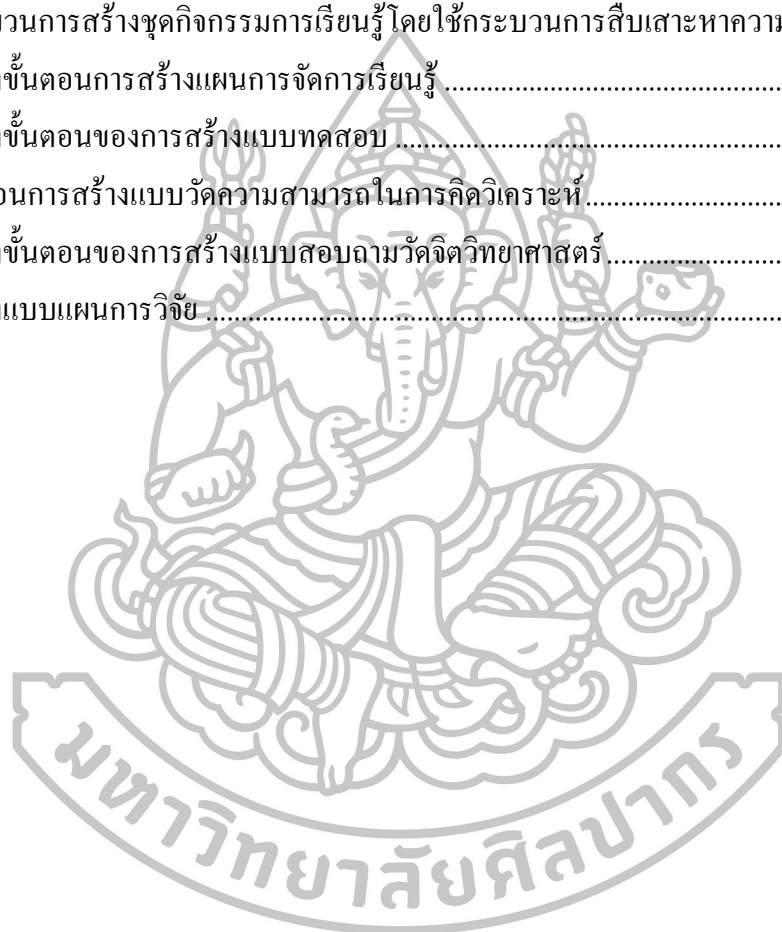 วนการสร้างชุดกิจกรรมการเรียนรู้โดยใช้กระบวนการสืบเสาะหาความ
ขั้นตอนการสร้างแผนการจัดการเรียนรู้ ........................................
ขั้นตอนของการสร้างแบบทดสอบ ................................................
อนการสร้างแบบวัดความสามารถในการคิดวิเคราะห์ ........................
ขั้นตอนของการสร้างแบบสอบถามวัดจิตวิทยาศาสตร์ ......................
แบบแผนการวิจัย ......................................................................
มหาวิทยาลัยศิลปากร